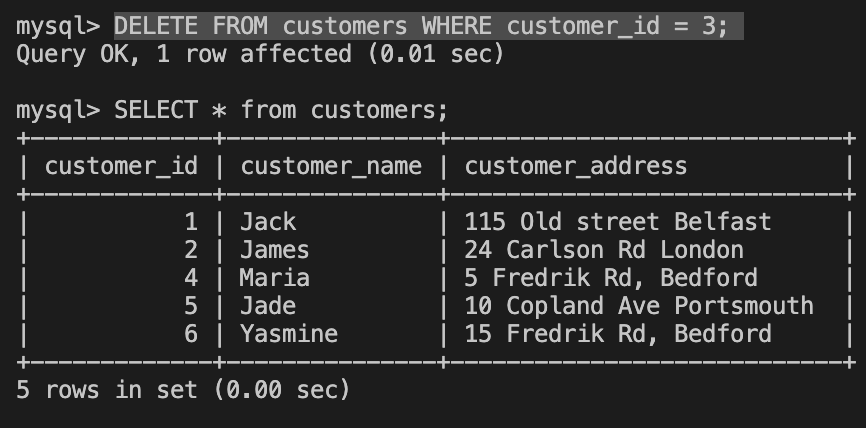 mysql> DELETE FROM customers WHERE customer_id = 3;
Query OK, 1 row affected (0.01 sec)
mysql> SELECT * from customers;
+-------------+---------------+----------------------------+
| customer_id | customer_name | customer_address           |
+-------------+---------------+----------------------------+
|           1 | Jack          | 115 Old street Belfast     |
|           2 | James         | 24 Carlson Rd London       |
|           4 | Maria         | 5 Fredrik Rd, Bedford      |
|           5 | Jade          | 10 Copland Ave Portsmouth  |
|           6 | Yasmine       | 15 Fredrik Rd, Bedford     |
+-------------+---------------+----------------------------+
5 rows in set (0.00 sec)